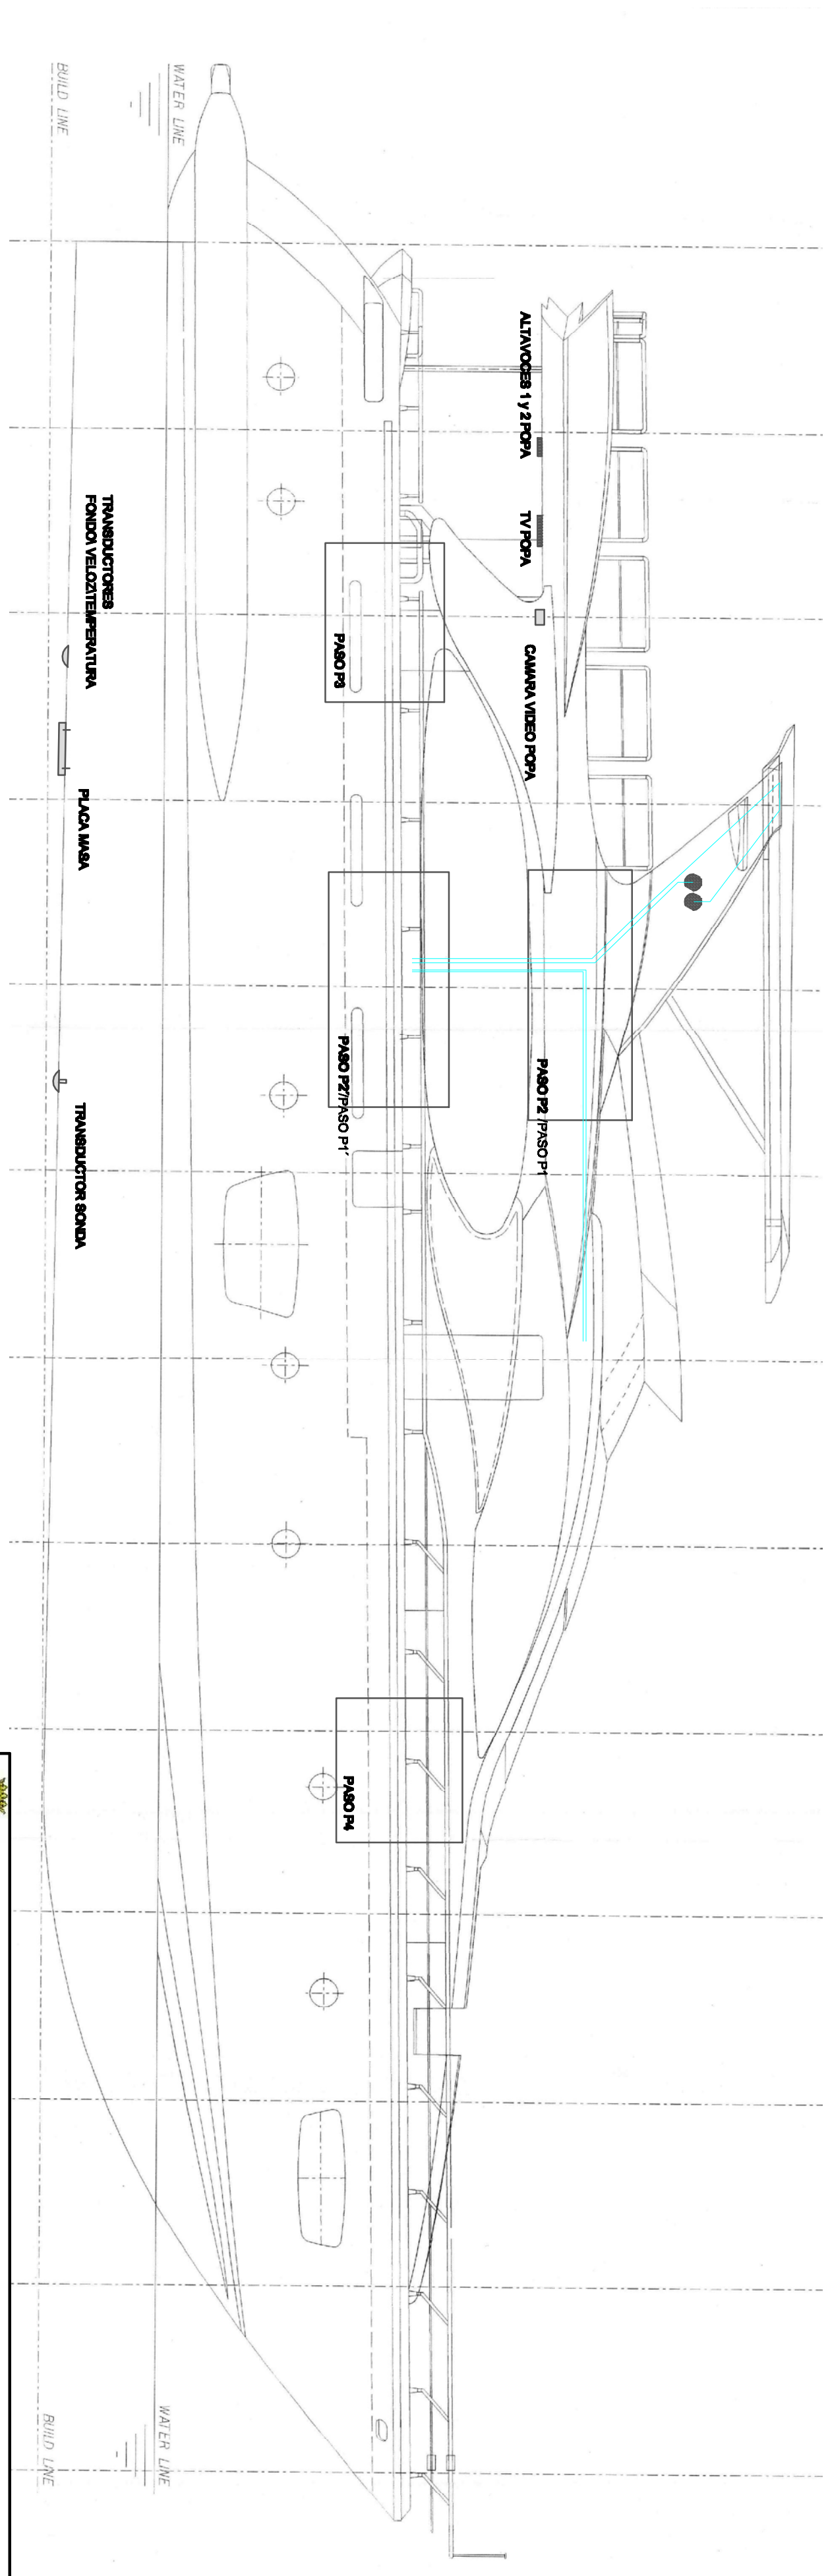 ALTAVOCES 1 y 2 POPA
TV POPA
CAMARA VIDEO POPA
PASO P2 /PASO P1
PASO P3
PASO P2'/PASO P1'
PASO P4
WATER LINE
WATER LINE
BUILD LINE
BUILD LINE
TRANSDUCTORES
FONDO\ VELOZ\TEMPERATURA
PLACA MASA
TRANSDUCTOR SONDA